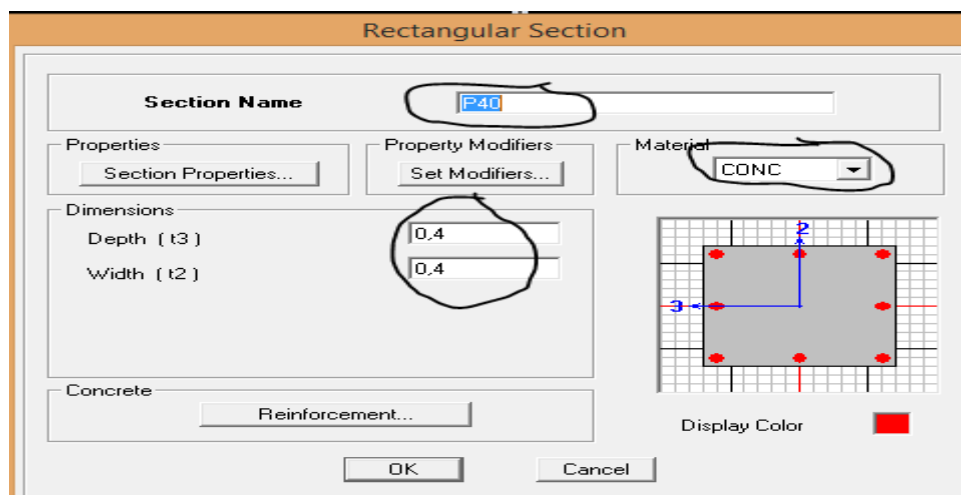 Rectangular Section
Section Name
P40
Properties
Property Modifiers
Material
Section Properties...
Set Modifiers...
CONC
Dimensions
Depth ( t3 )
0,4
Width ( t2 )
0,4
2
3
Concrete
Reinforcement...
Display Color
OK
Cancel